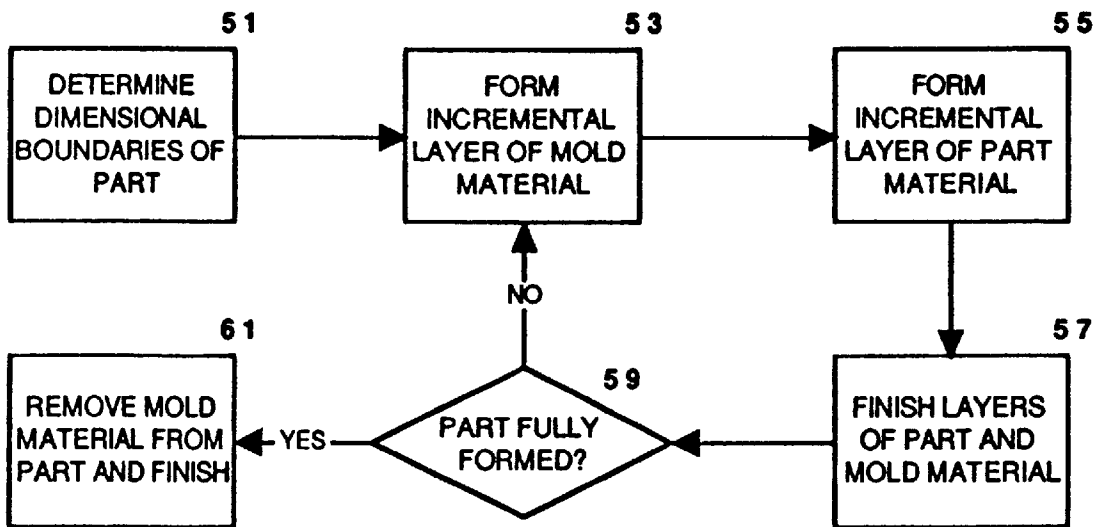 51
DETERMINE
DIMENSIONAL
BOUNDARIES OF
PART
53
FORM
INCREMENTAL
LAYER OF MOLD
MATERIAL
55
FORM
INCREMENTAL
LAYER OF PART
MATERIAL
57
FINISH LAYERS
OF PART AND
MOLD MATERIAL
59
PART FULLY
FORMED?
NO
YES
61
REMOVE MOLD
MATERIAL FROM
PART AND FINISH